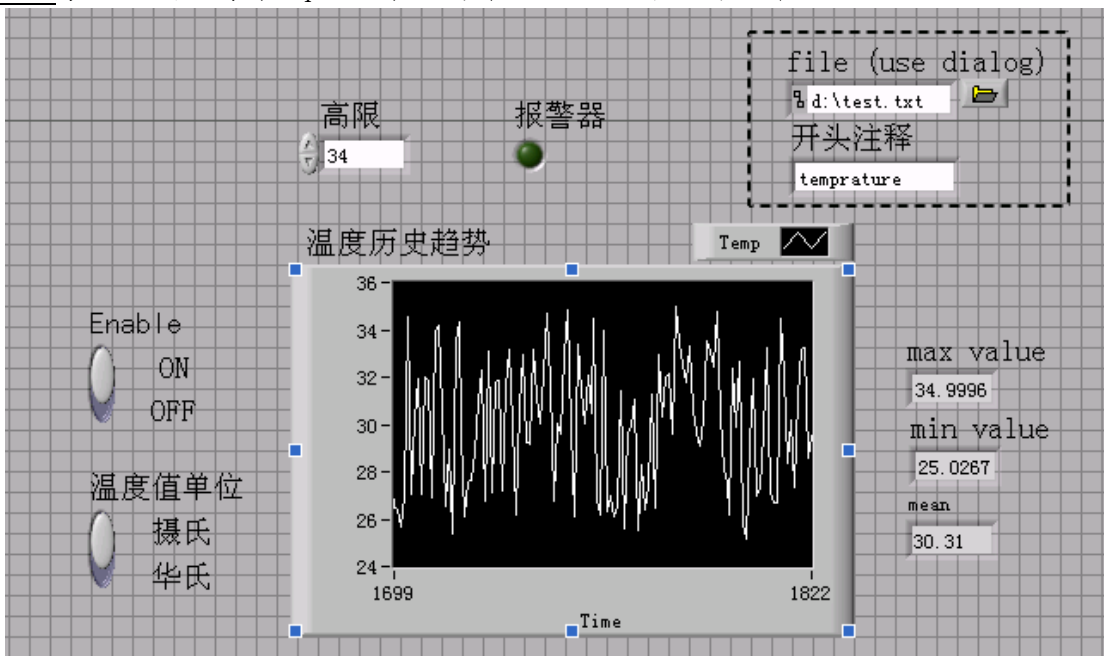 file (use dialog)
d:\test.txt
高限
报警器
开头注释
34
temprature
温度历史趋势
Temp
36
34
32
30
28
26
24
1699
1822
Time
Enable
ON
OFF
温度值单位
摄氏
华氏
max value
34.9996
min value
25.0267
mean
30.31